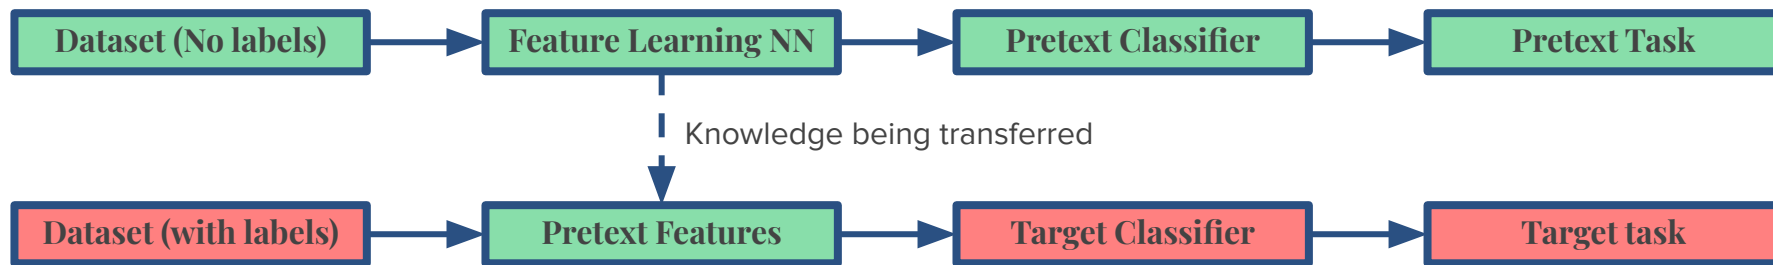 Dataset (No labels) Feature Learning NN Pretext Classifier Pretext Task
Knowledge being transferred
Dataset (with labels) Pretext Features Target Classifier Target task